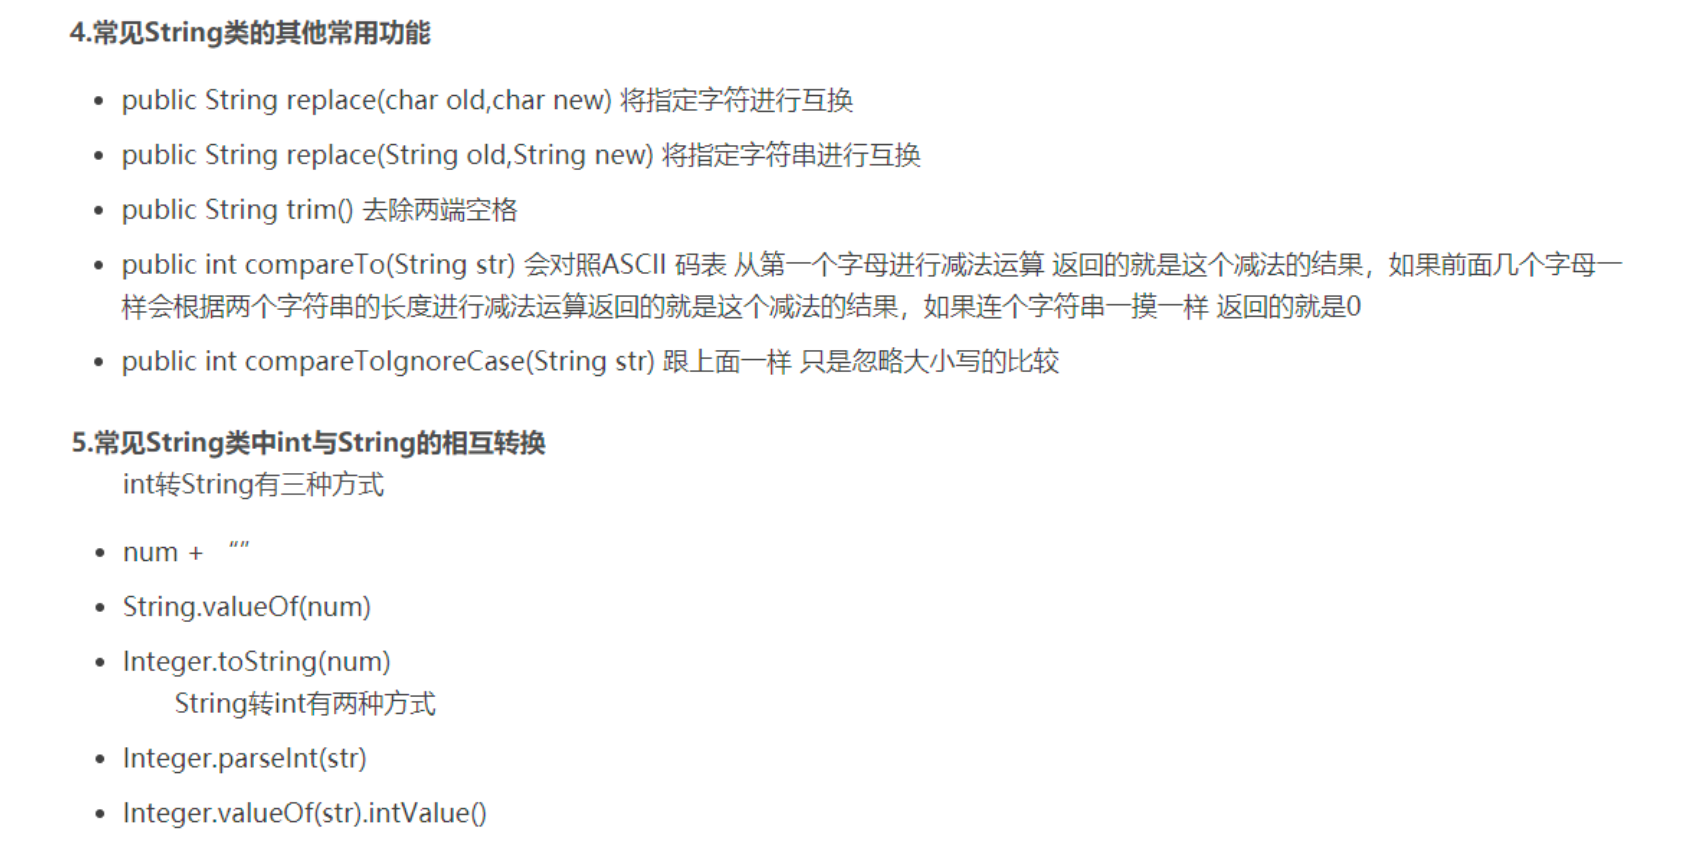 4.常见String类的其他常用功能
public String replace(char old,char new) 将指定字符进行互换
public String replace(String old,String new) 将指定字符串进行互换
public String trim() 去除两端空格
public int compareTo(String str) 会对照ASCII 码表 从第一个字母进行减法运算 返回的就是这个减法的结果，如果前面几个字母一
样会根据两个字符串的长度进行减法运算返回的就是这个减法的结果，如果连个字符串一摸一样 返回的就是0
public int compareToIgnoreCase(String str) 跟上面一样 只是忽略大小写的比较
5.常见String类中int与String的相互转换
int转String有三种方式
num + “”
String.valueOf(num)
Integer.toString(num)
String转int有两种方式
Integer.parseInt(str)
Integer.valueOf(str).intValue()